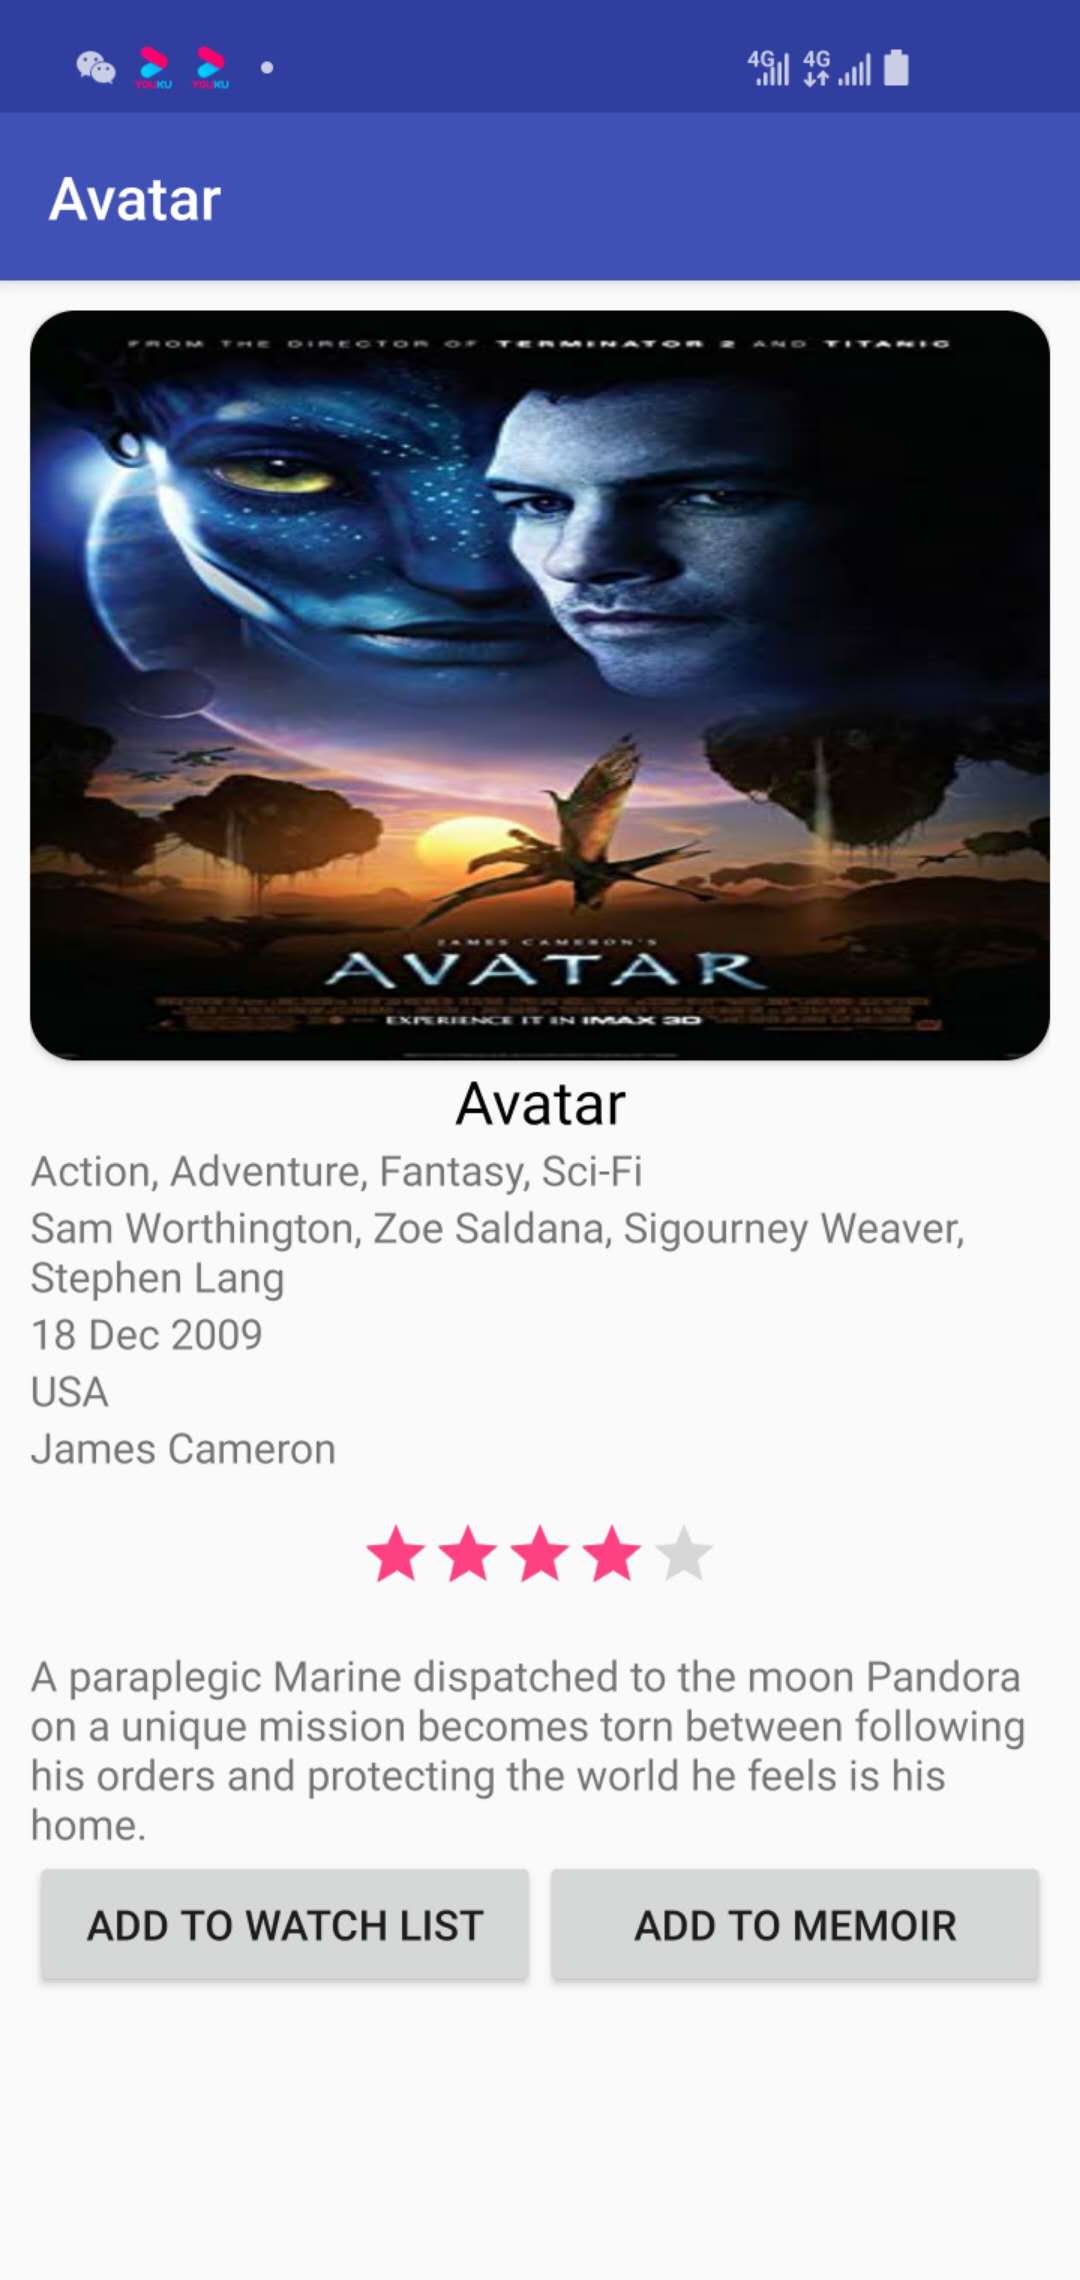 YOUKU YOUKU 4G 4G
Avatar
FROM THE DIRECTOR OF TERMINATOR 2 AND TITANIC
JAMES CAMERON'S
AVATAR
EXPERIENCE IT IN IMAX 3D
Avatar
Action, Adventure, Fantasy, Sci-Fi
Sam Worthington, Zoe Saldana, Sigourney Weaver,
Stephen Lang
18 Dec 2009
USA
James Cameron
A paraplegic Marine dispatched to the moon Pandora
on a unique mission becomes torn between following
his orders and protecting the world he feels is his
home.
ADD TO WATCH LIST ADD TO MEMOIR